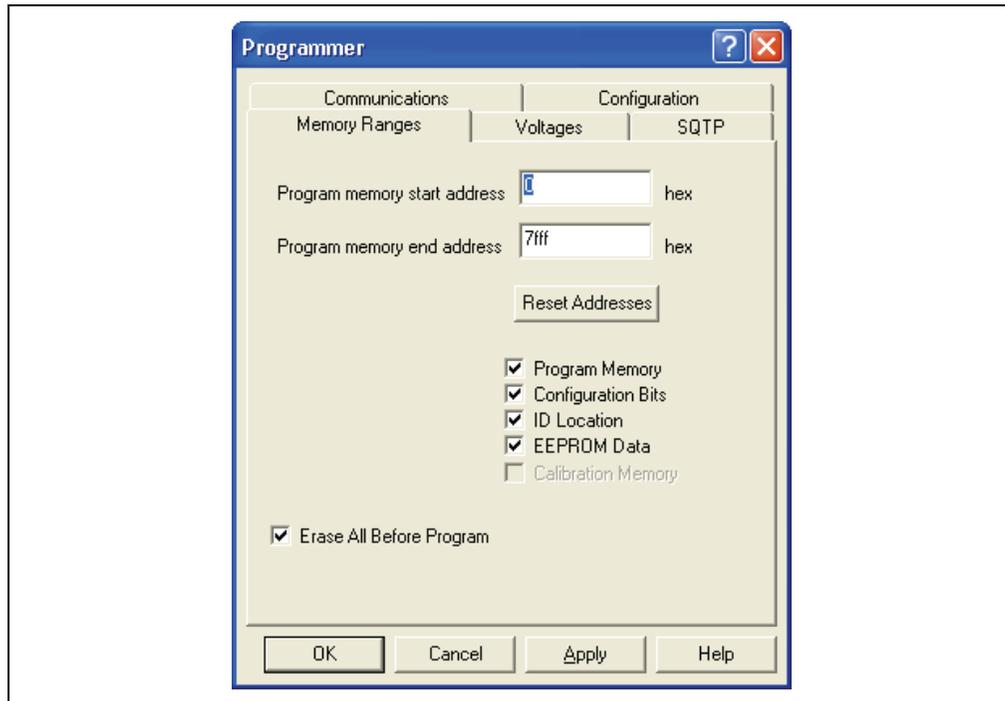 Programmer
Communications
Configuration
Memory Ranges
Voltages
SQTP
Program memory start address 0 hex
Program memory end address 7fff hex
Reset Addresses
Program Memory
Configuration Bits
ID Location
EEPROM Data
Calibration Memory
Erase All Before Program
OK
Cancel
Apply
Help